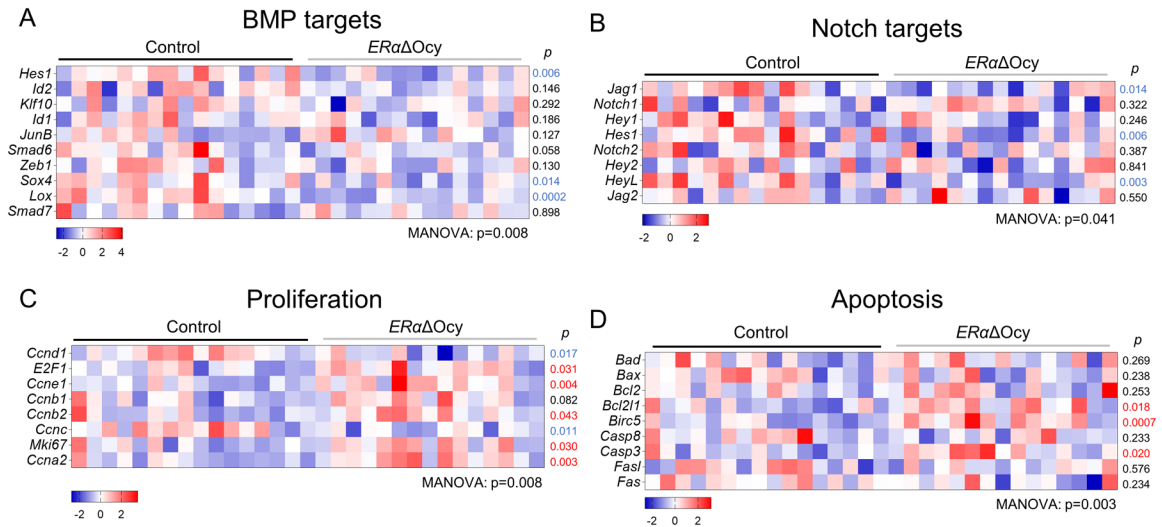 A
BMP targets
Control
ERαΔOcy
p
Hes1 0.006
Id2 0.146
Klf10 0.292
Id1 0.186
JunB 0.127
Smad6 0.058
Zeb1 0.130
Sox4 0.014
Lox 0.0002
Smad7 0.898
MANOVA: p=0.008
-2 0 2 4
B
Notch targets
Control
ERαΔOcy
p
Jag1 0.014
Notch1 0.322
Hey1 0.246
Hes1 0.006
Notch2 0.387
Hey2 0.841
HeyL 0.003
Jag2 0.550
MANOVA: p=0.041
-2 -1 0 1 2
C
Proliferation
Control
ERαΔOcy
p
Ccnd1 0.017
E2F1 0.031
Ccne1 0.004
Ccnb1 0.082
Ccnb2 0.043
Ccnc 0.011
Mki67 0.030
Ccna2 0.003
MANOVA: p=0.008
-2 0 2
D
Apoptosis
Control
ERαΔOcy
p
Bad 0.269
Bax 0.238
Bcl2 0.253
Bcl2l1 0.018
Birc5 0.0007
Casp8 0.233
Casp3 0.020
Fasl 0.576
Fas 0.234
MANOVA: p=0.003
-2 -1 0 1 2